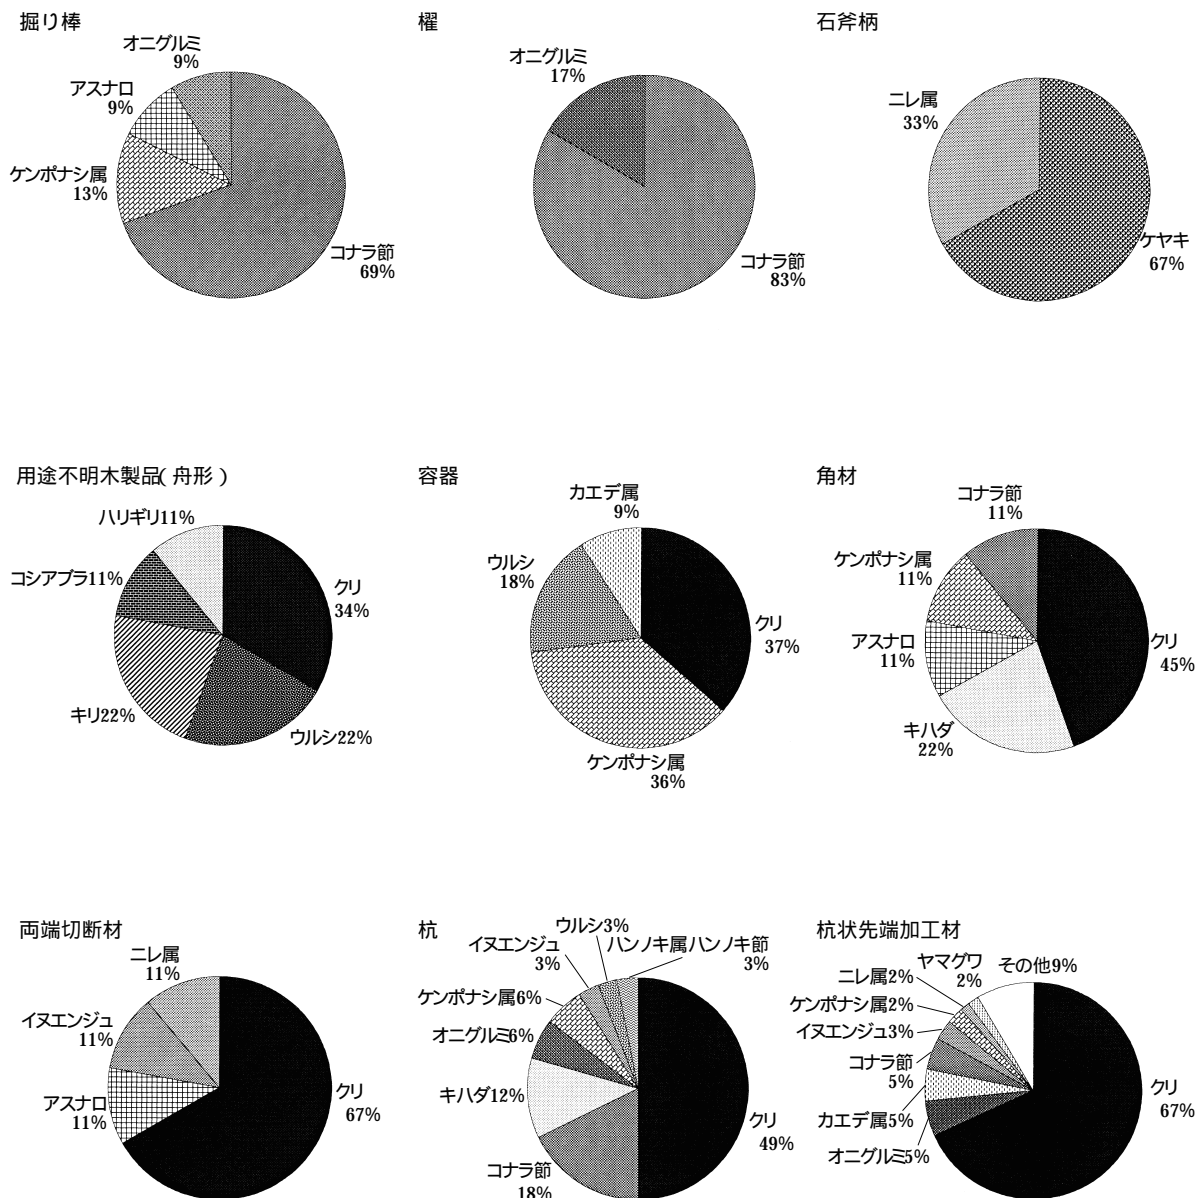 掘り棒
オニグルミ
9%
アスナロ
9%
ケンポナシ属
13%
コナラ節
69%
櫂
オニグルミ
17%
コナラ節
83%
石斧柄
ニレ属
33%
ケヤキ
67%
用途不明木製品(舟形)
ハリギリ11%
コシアブラ11%
キリ22%
ウルシ22%
クリ
34%
容器
カエデ属
9%
ウルシ
18%
クリ
37%
ケンポナシ属
36%
角材
コナラ節
11%
ケンポナシ属
11%
アスナロ
11%
キハダ
22%
クリ
45%
両端切断材
ニレ属
11%
イヌエンジュ
11%
アスナロ
11%
クリ
67%
杭
ウルシ3%
イヌエンジュ
3%
ハンノキ属ハンノキ節
3%
ケンポナシ属6%
オニグルミ6%
キハダ12%
コナラ節
18%
クリ
49%
杭状先端加工材
ヤマグワ
2%
その他9%
ニレ属2%
ケンポナシ属2%
イヌエンジュ3%
コナラ節
5%
カエデ属5%
オニグルミ5%
クリ
67%